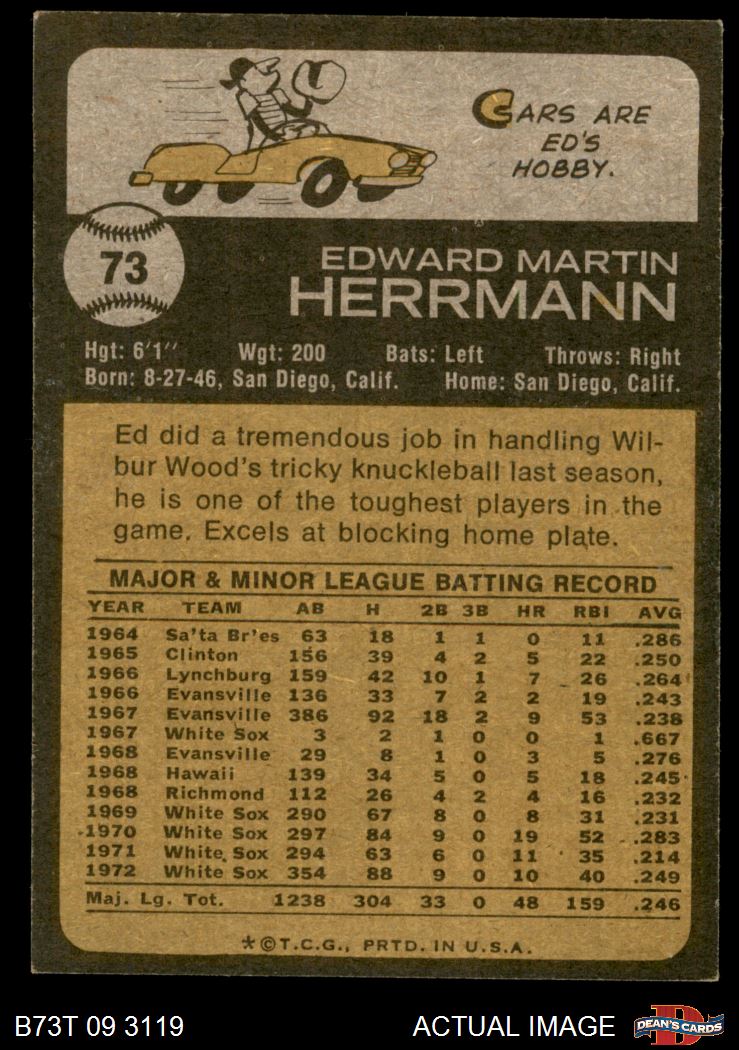 CARS ARE
ED'S
HOBBY.
73
EDWARD MARTIN
HERRMANN
Hgt: 6'1" Wgt: 200 Bats: Left Throws: Right
Born: 8-27-46, San Diego, Calif. Home: San Diego, Calif.
Ed did a tremendous job in handling Wil-
bur Wood's tricky knuckleball last season,
he is one of the toughest players in the
game. Excels at blocking home plate.
MAJOR & MINOR LEAGUE BATTING RECORD
YEAR TEAM AB H 2B 3B HR RBI AVG
1964 Sa'ta Br'es 63 18 1 1 0 11 .286
1965 Clinton 156 39 4 2 5 22 .250
1966 Lynchburg 159 42 10 1 7 26 .264
1966 Evansville 136 33 7 2 2 19 .243
1967 Evansville 386 92 18 2 9 53 .238
1967 White Sox 3 2 1 0 0 1 .667
1968 Evansville 29 8 1 0 3 5 .276
1968 Hawaii 139 34 5 0 5 18 .245
1968 Richmond 112 26 4 2 4 16 .232
1969 White Sox 290 67 8 0 8 31 .231
1970 White Sox 297 84 9 0 19 52 .283
1971 White Sox 294 63 6 0 11 35 .214
1972 White Sox 354 88 9 0 10 40 .249
Maj. Lg. Tot. 1238 304 33 0 48 159 .246
*©T.C.G., PRTD. IN U.S.A.
B73T 09 3119 ACTUAL IMAGE D DEAN'S CARDS